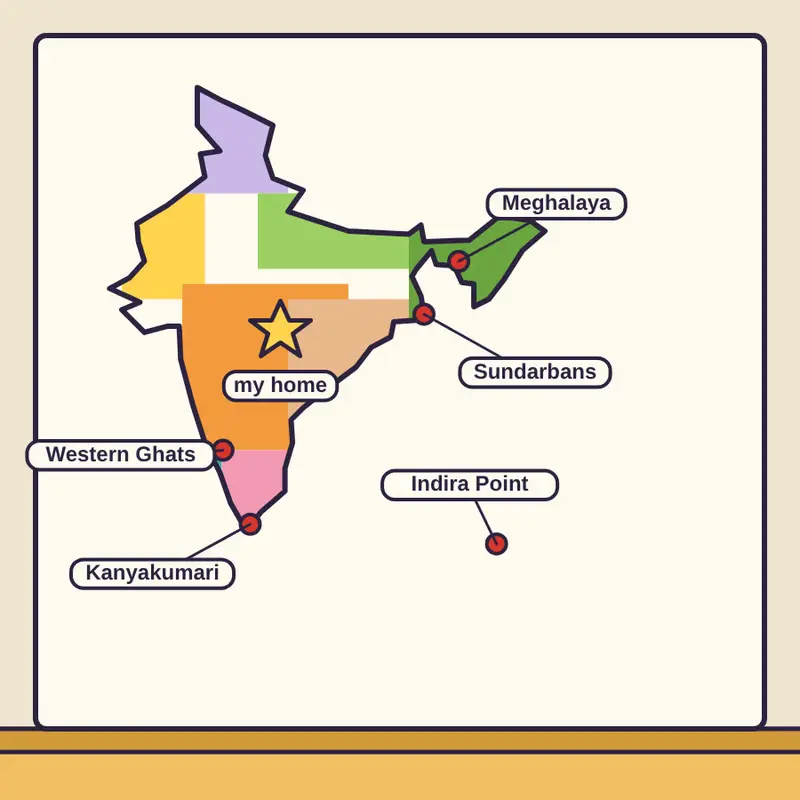 Meghalaya
Sundarbans
my home
Western Ghats
Indira Point
Kanyakumari